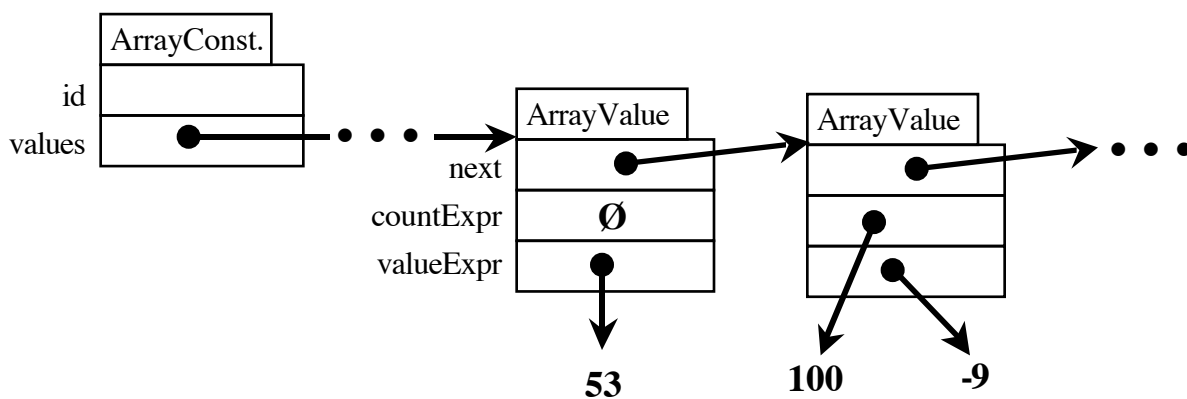 ArrayConst.
id
values
• • •
ArrayValue
next
countExpr
Ø
valueExpr
53
ArrayValue
100
-9
• • •